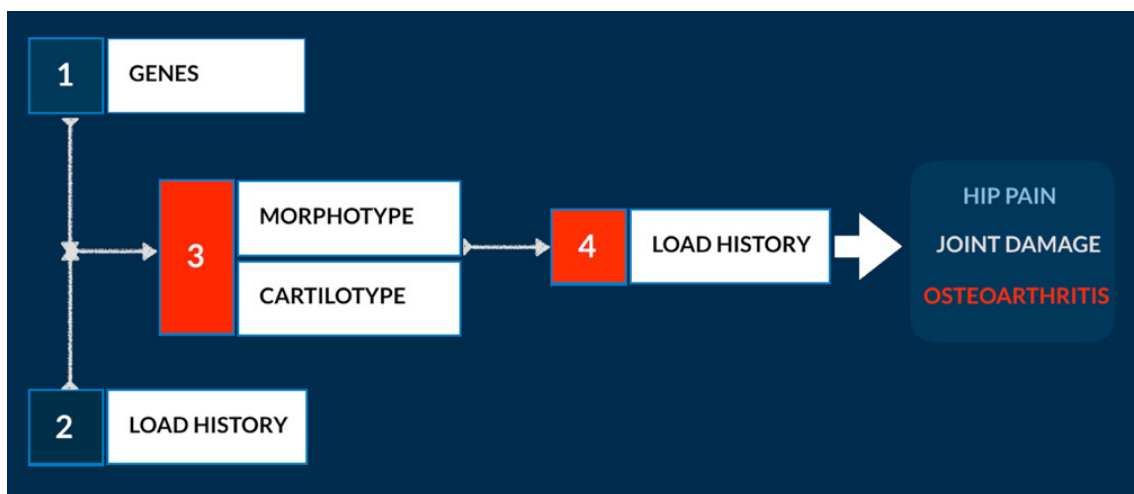 1
GENES
3
MORPHOTYPE
CARTILOTYPE
4
LOAD HISTORY
HIP PAIN
JOINT DAMAGE
OSTEOARTHRITIS
2
LOAD HISTORY